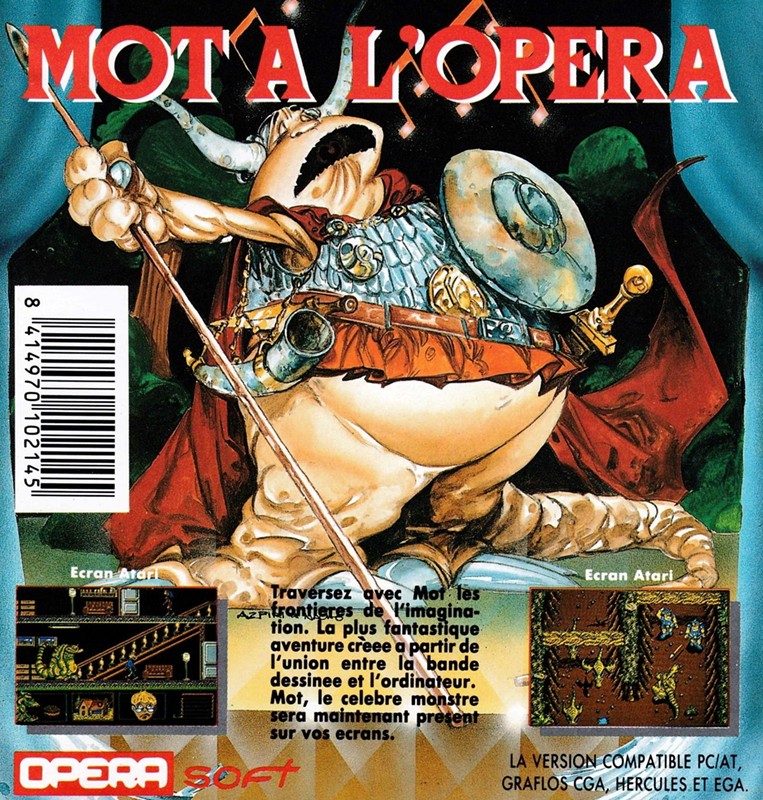 MOT A L'OPERA
8 414970 102145
Ecran Atari
Ecran Atari
Traversez avec Mot les
frontieres de l'imagina-
tion. La plus fantastique
aventure crèee a partir de
l'union entre la bande
dessinee et l'ordinateur.
Mot, le celebre monstre
sera maintenant present
sur vos ecrans.
OPERA SOFT
LA VERSION COMPATIBLE PC/AT,
GRAFLOS CGA, HERCULES ET EGA.